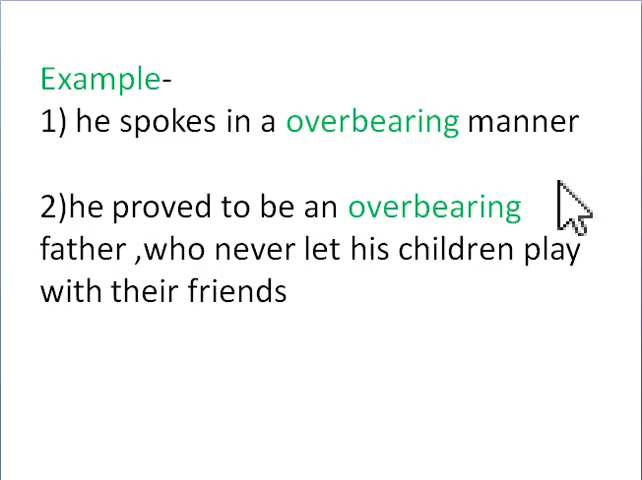 Example-
1) he spokes in a overbearing manner
2)he proved to be an overbearing
father ,who never let his children play
with their friends